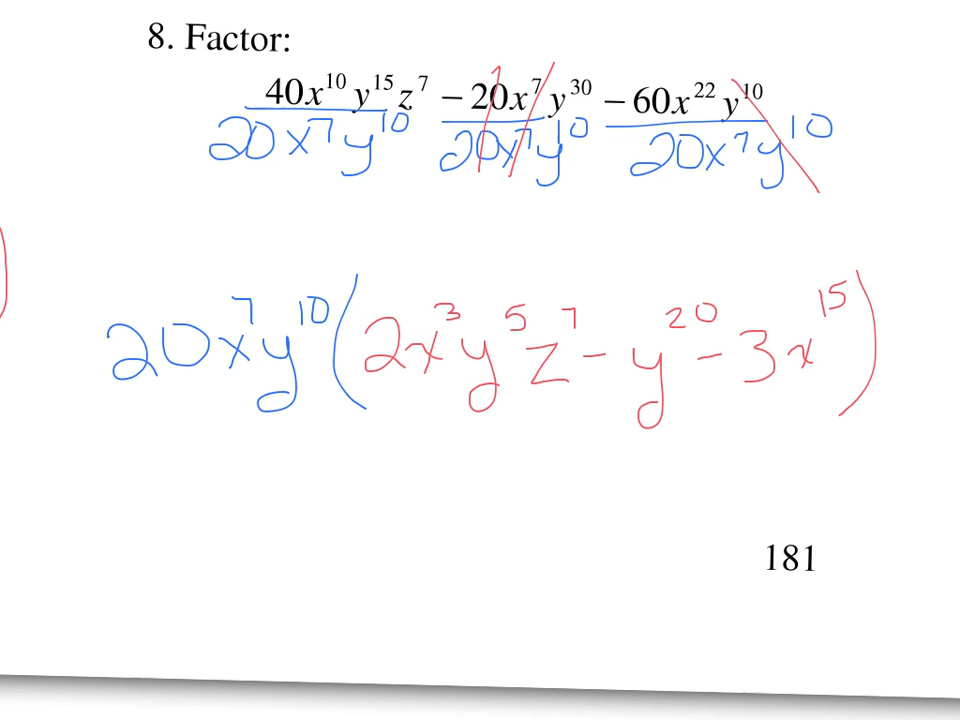 8. Factor:
40x¹⁰y¹⁵z⁷ − 20x⁷y³⁰ − 60x²²y¹⁰
20x⁷y¹⁰ 20x⁷y¹⁰ 20x⁷y¹⁰
20x⁷y¹⁰(2x³y⁵z⁷ − y²⁰ − 3x¹⁵)
181